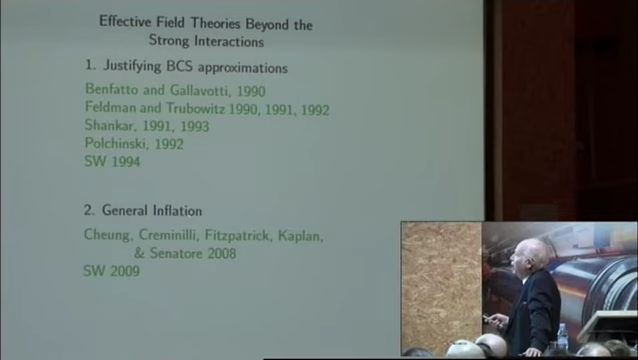 Effective Field Theories Beyond the
Strong Interactions
1. Justifying BCS approximations
Benfatto and Gallavotti, 1990
Feldman and Trubowitz 1990, 1991, 1992
Shankar, 1991, 1993
Polchinski, 1992
SW 1994
2. General Inflation
Cheung, Creminilli, Fitzpatrick, Kaplan,
& Senatore 2008
SW 2009